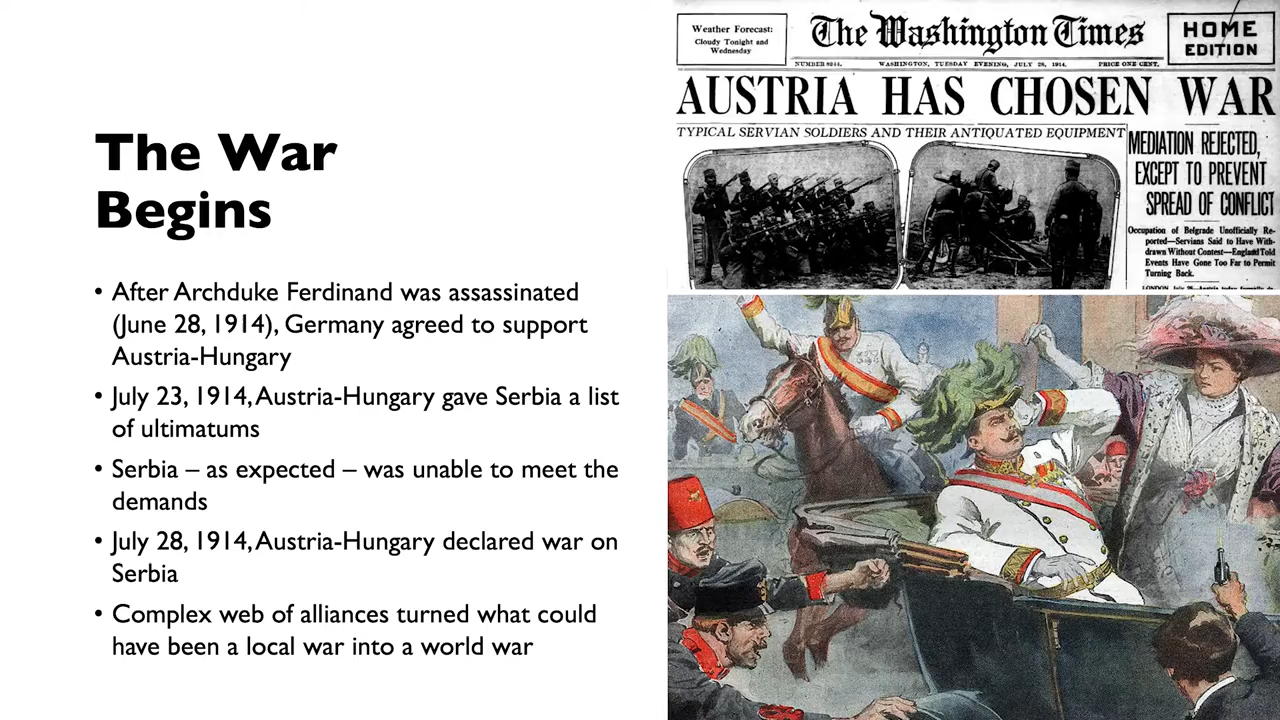 The War
Begins
• After Archduke Ferdinand was assassinated
(June 28, 1914), Germany agreed to support
Austria-Hungary
• July 23, 1914, Austria-Hungary gave Serbia a list
of ultimatums
• Serbia – as expected – was unable to meet the
demands
• July 28, 1914, Austria-Hungary declared war on
Serbia
• Complex web of alliances turned what could
have been a local war into a world war
Weather Forecast:
Cloudy Tonight and
Wednesday
The Washington Times
HOME
EDITION
NUMBER 8244. WASHINGTON, TUESDAY EVENING, JULY 28, 1914. PRICE ONE CENT.
AUSTRIA HAS CHOSEN WAR
TYPICAL SERVIAN SOLDIERS AND THEIR ANTIQUATED EQUIPMENT
MEDIATION REJECTED,
EXCEPT TO PREVENT
SPREAD OF CONFLICT
Occupation of Belgrade Unofficially Re-
ported—Servians Said to Have With-
drawn Without Contest—England Told
Events Have Gone Too Far to Permit
Turning Back.